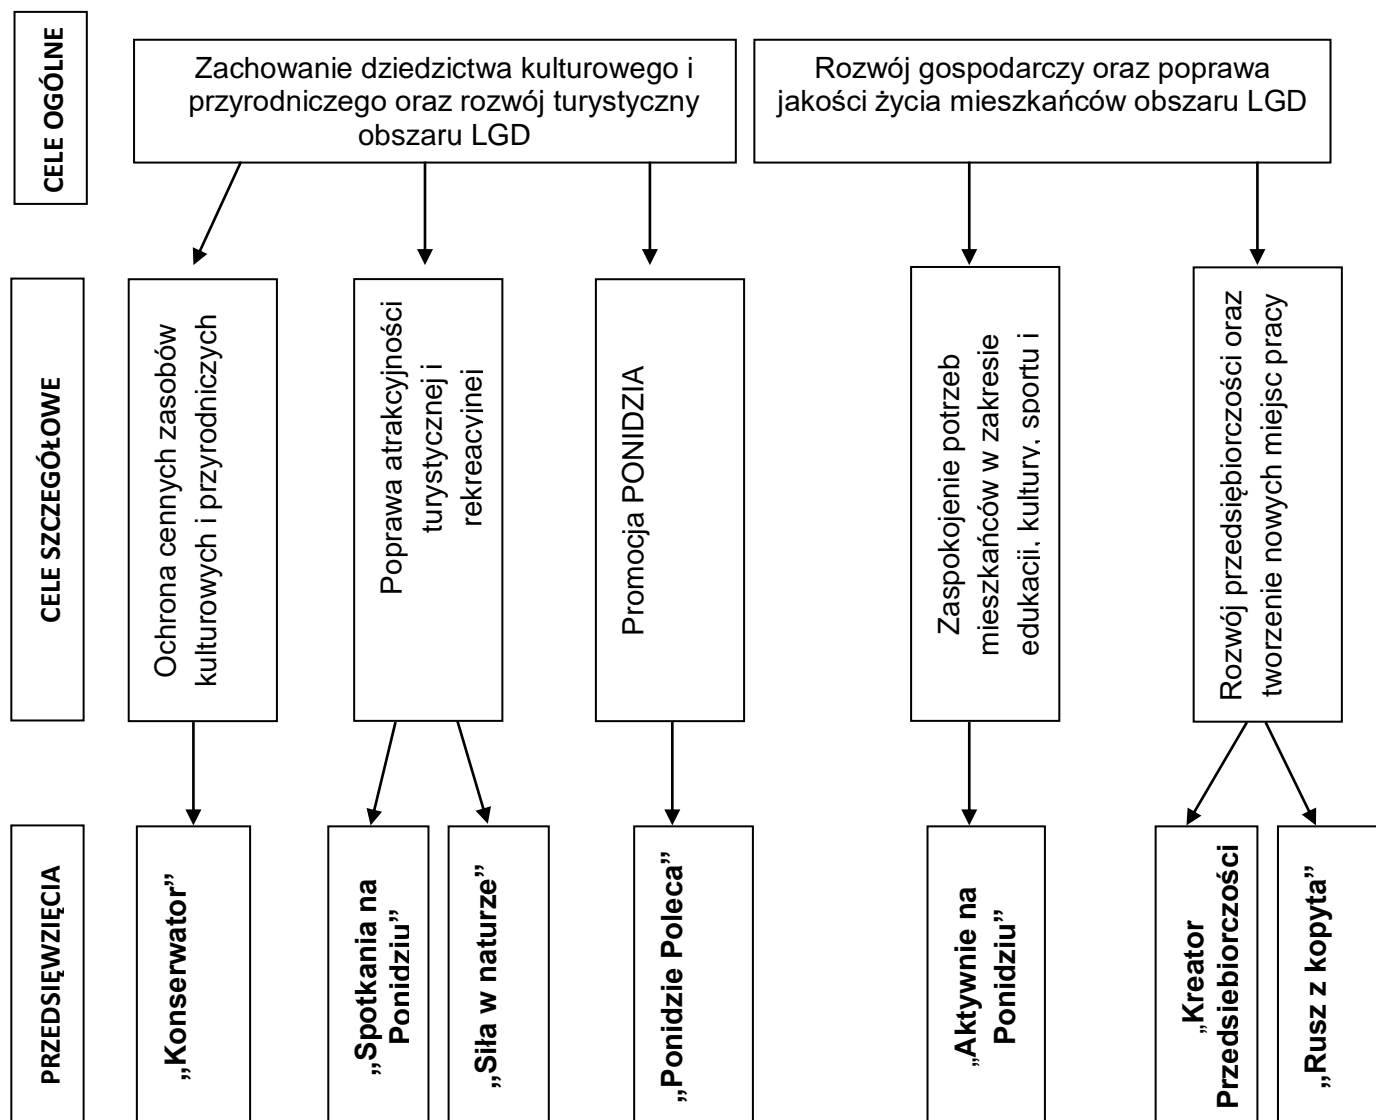 CELE OGÓLNE
Zachowanie dziedzictwa kulturowego i
przyrodniczego oraz rozwój turystyczny
obszaru LGD
Rozwój gospodarczy oraz poprawa
jakości życia mieszkańców obszaru LGD
CELE SZCZEGÓŁOWE
Ochrona cennych zasobów
kulturowych i przyrodniczych
Poprawa atrakcyjności
turystycznej i
rekreacyjnej
Promocja PONIDZIA
Zaspokojenie potrzeb
mieszkańców w zakresie
edukacji, kultury, sportu i
Rozwój przedsiębiorczości oraz
tworzenie nowych miejsc pracy
PRZEDSIĘWZIĘCIA
„Konserwator”
„Spotkania na
Ponidziu”
„Siła w naturze”
„Ponidzie Poleca”
„Aktywnie na
Ponidziu”
„Kreator
Przedsiebiorczości
„Rusz z kopyta”